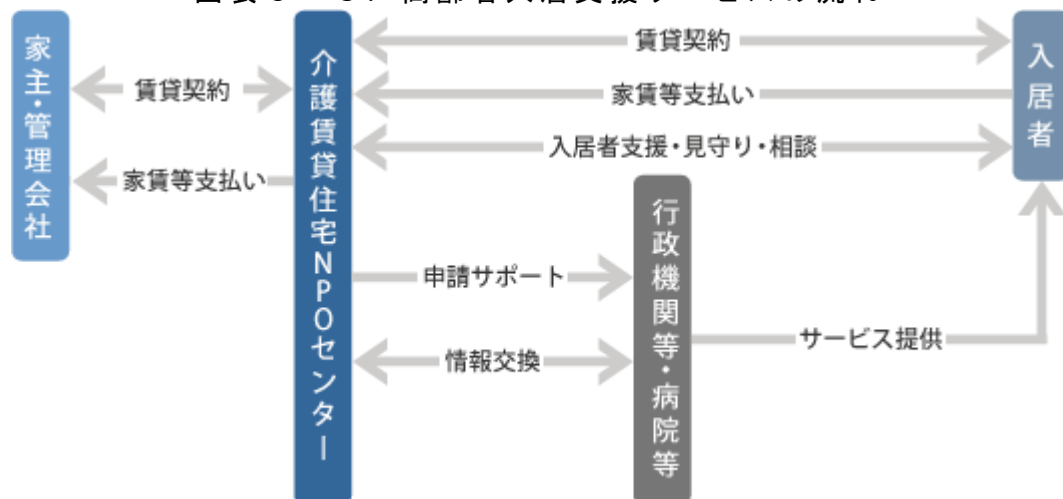 家主・管理会社
賃貸契約
家賃等支払い
介護賃貸住宅NPOセンター
賃貸契約
家賃等支払い
入居者支援・見守り・相談
入居者
申請サポート
情報交換
行政機関等・病院等
サービス提供